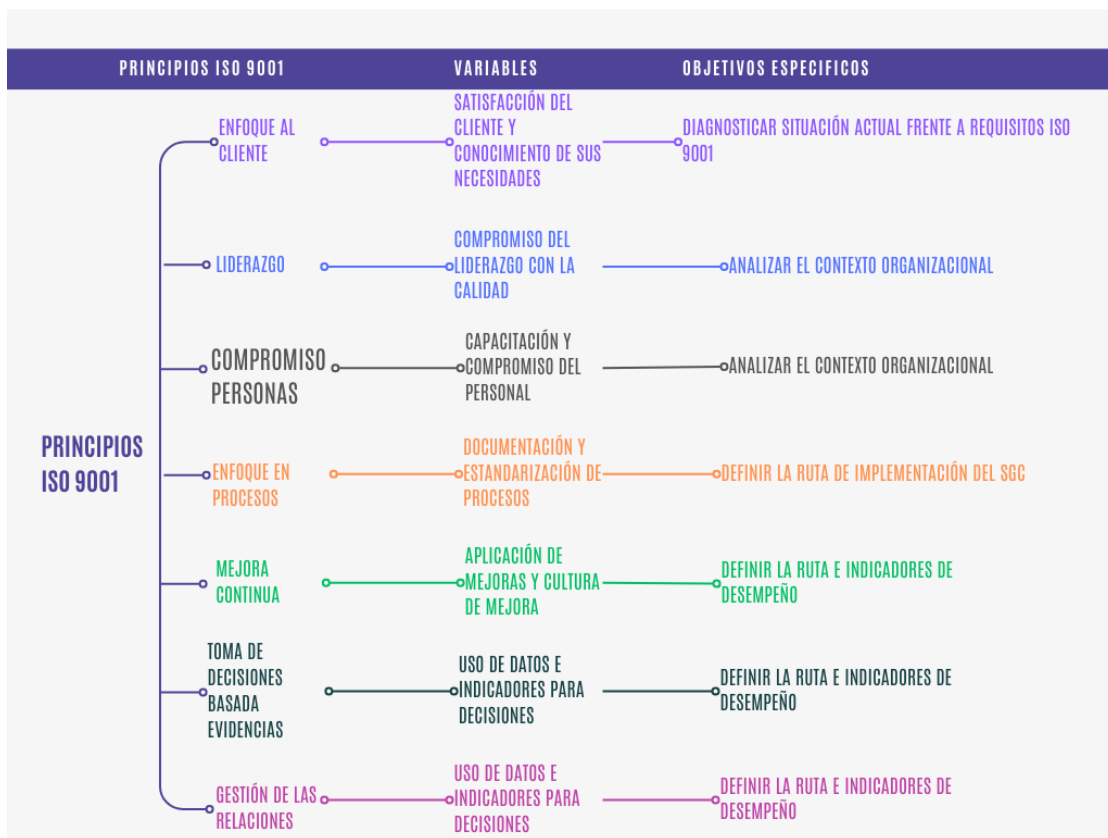 PRINCIPIOS ISO 9001
VARIABLES
OBJETIVOS ESPECIFICOS
PRINCIPIOS
ISO 9001
ENFOQUE AL
CLIENTE
SATISFACCIÓN DEL
CLIENTE Y
CONOCIMIENTO DE SUS
NECESIDADES
DIAGNOSTICAR SITUACIÓN ACTUAL FRENTE A REQUISITOS ISO
9001
LIDERAZGO
COMPROMISO DEL
LIDERAZGO CON LA
CALIDAD
ANALIZAR EL CONTEXTO ORGANIZACIONAL
COMPROMISO
PERSONAS
CAPACITACIÓN Y
COMPROMISO DEL
PERSONAL
ANALIZAR EL CONTEXTO ORGANIZACIONAL
ENFOQUE EN
PROCESOS
DOCUMENTACIÓN Y
ESTANDARIZACIÓN DE
PROCESOS
DEFINIR LA RUTA DE IMPLEMENTACIÓN DEL SGC
MEJORA
CONTINUA
APLICACIÓN DE
MEJORAS Y CULTURA
DE MEJORA
DEFINIR LA RUTA E INDICADORES DE
DESEMPEÑO
TOMA DE
DECISIONES
BASADA
EVIDENCIAS
USO DE DATOS E
INDICADORES PARA
DECISIONES
DEFINIR LA RUTA E INDICADORES DE
DESEMPEÑO
GESTIÓN DE LAS
RELACIONES
USO DE DATOS E
INDICADORES PARA
DECISIONES
DEFINIR LA RUTA E INDICADORES DE
DESEMPEÑO